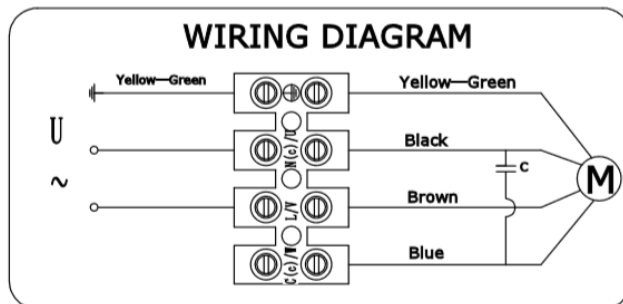 WIRING DIAGRAM
Yellow—Green
Yellow—Green
U
N(c)/U
Black
C
~
L/V
Brown
M
C(c)/W
Blue